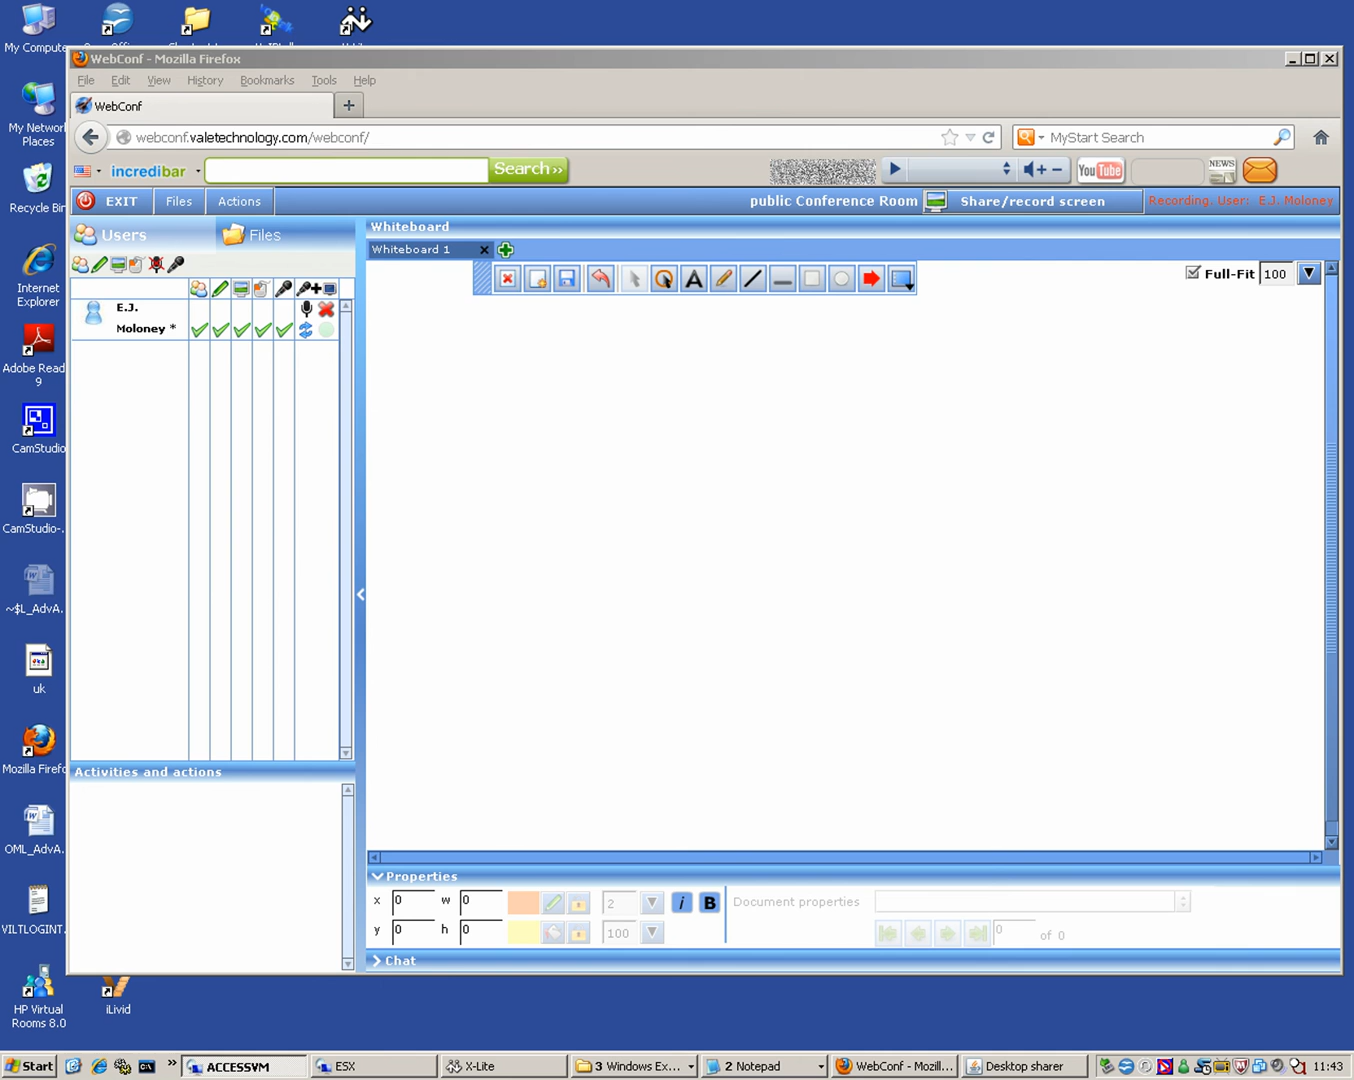 My Compute
WebConf - Mozilla Firefox
File Edit View History Bookmarks Tools Help
WebConf
webconf.valetechnology.com/webconf/
MyStart Search
incredibar
Search>>
YouTube
NEWS
EXIT Files Actions
public Conference Room
Share/record screen
Recording. User: E.J. Moloney
Users
Files
Whiteboard
Whiteboard 1
Full-Fit 100
E.J.
Moloney *
Activities and actions
Properties
x 0 w 0
2
i B
Document properties
y 0 h 0
100
0 of 0
Chat
My Networ
Places
Recycle Bin
Internet
Explorer
Adobe Read
9
CamStudio
CamStudio-.
~$L_AdvA.
uk
Mozilla Firefo
OML_AdvA.
VILTLOGINT.
HP Virtual
Rooms 8.0
iLivid
Start
ACCESSVM
ESX
X-Lite
3 Windows Ex...
2 Notepad
WebConf - Mozill...
Desktop sharer
11:43